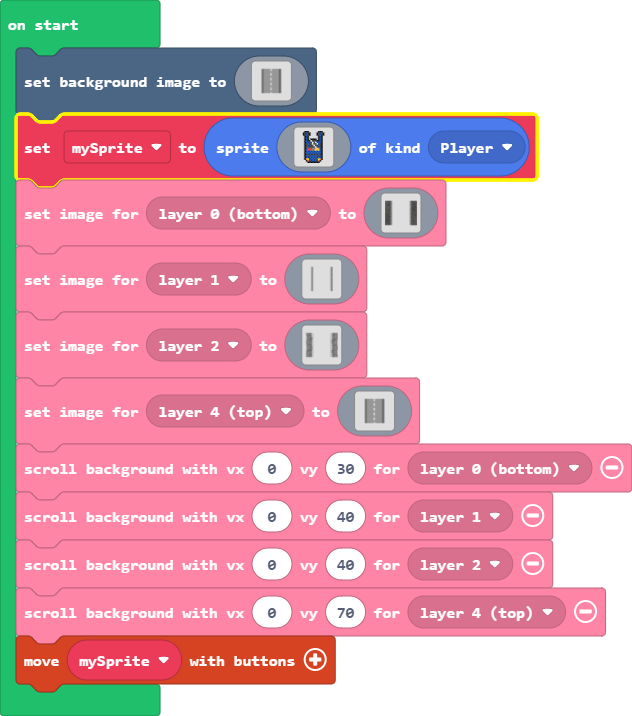 on start
set background image to
set mySprite to sprite of kind Player
set image for layer 0 (bottom) to
set image for layer 1 to
set image for layer 2 to
set image for layer 4 (top) to
scroll background with vx 0 vy 30 for layer 0 (bottom)
scroll background with vx 0 vy 40 for layer 1
scroll background with vx 0 vy 40 for layer 2
scroll background with vx 0 vy 70 for layer 4 (top)
move mySprite with buttons